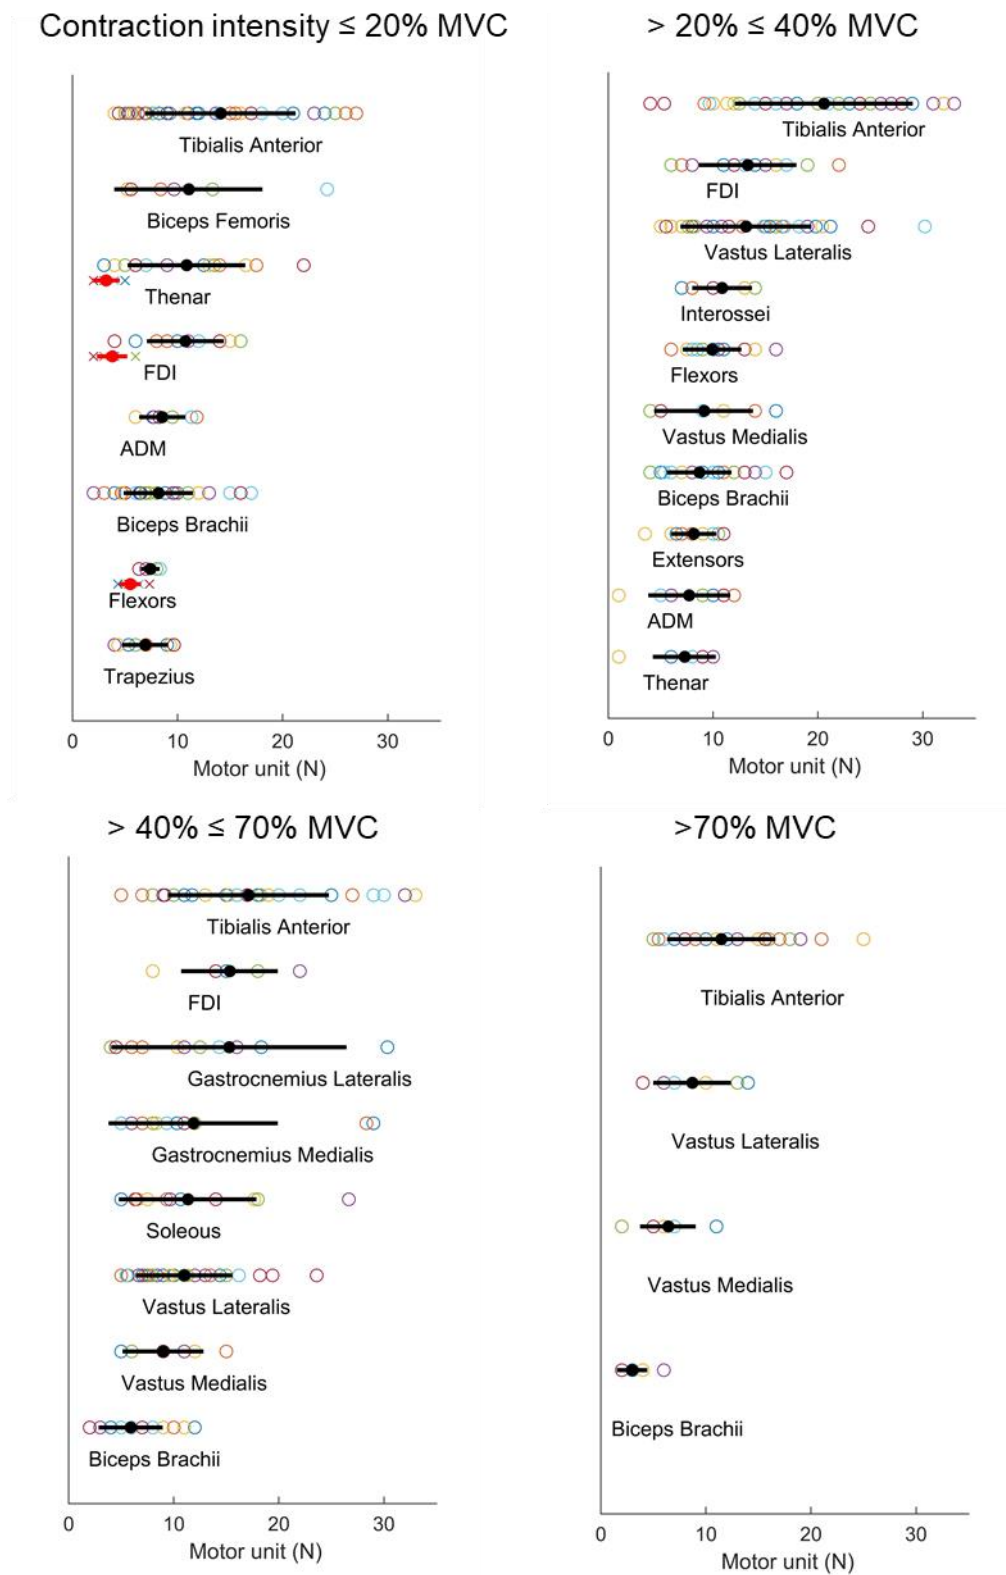 Contraction intensity ≤ 20% MVC
Tibialis Anterior
Biceps Femoris
Thenar
FDI
ADM
Biceps Brachii
Flexors
Trapezius
0 10 20 30
Motor unit (N)
> 20% ≤ 40% MVC
Tibialis Anterior
FDI
Vastus Lateralis
Interossei
Flexors
Vastus Medialis
Biceps Brachii
Extensors
ADM
Thenar
0 10 20 30
Motor unit (N)
> 40% ≤ 70% MVC
Tibialis Anterior
FDI
Gastrocnemius Lateralis
Gastrocnemius Medialis
Soleous
Vastus Lateralis
Vastus Medialis
Biceps Brachii
0 10 20 30
Motor unit (N)
>70% MVC
Tibialis Anterior
Vastus Lateralis
Vastus Medialis
Biceps Brachii
0 10 20 30
Motor unit (N)